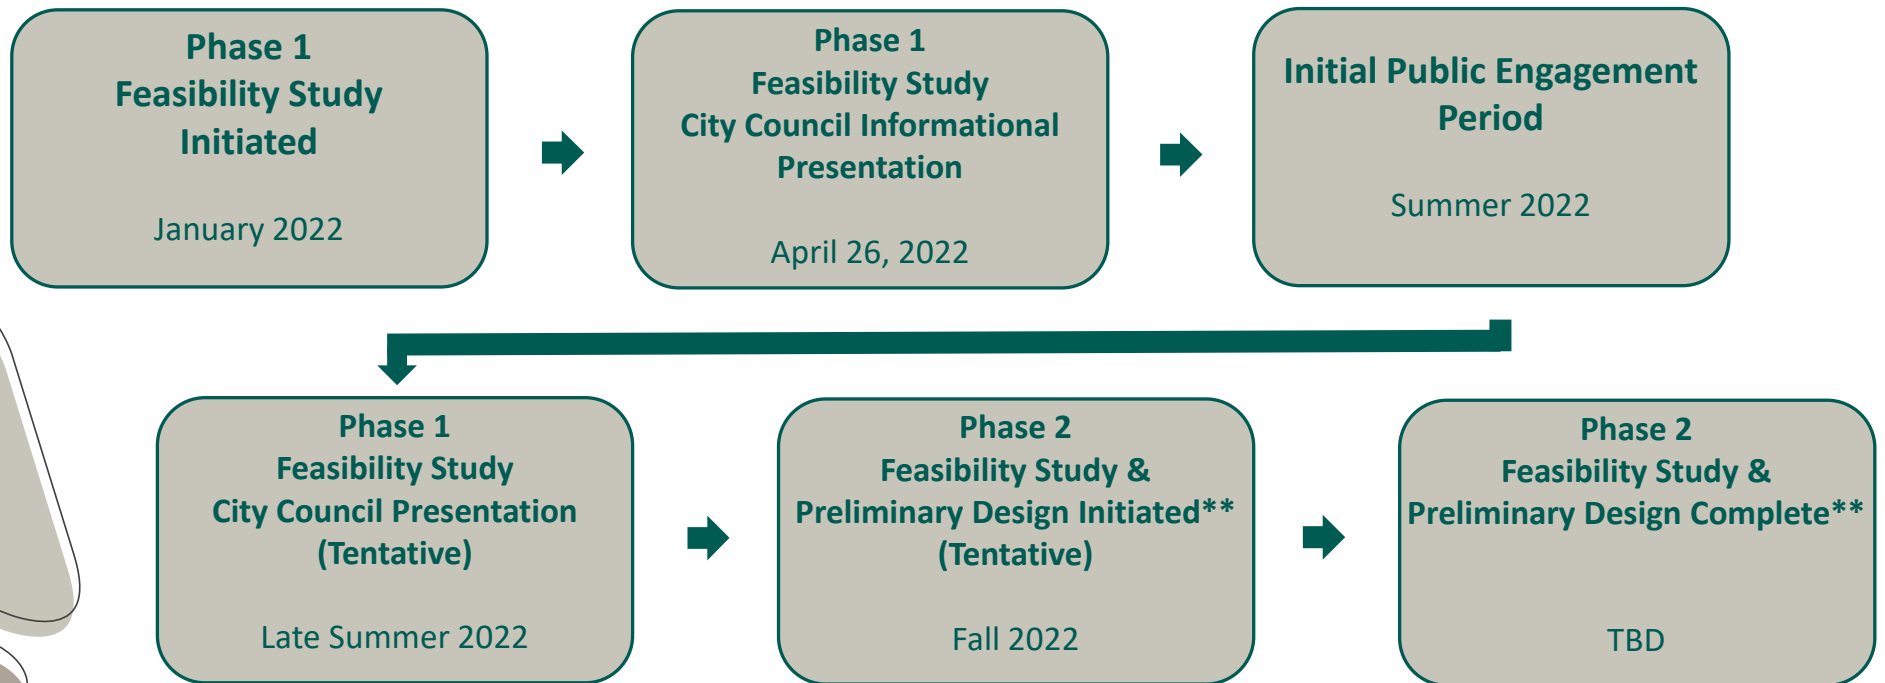 Phase 1
Feasibility Study
Initiated
January 2022
Phase 1
Feasibility Study
City Council Informational
Presentation
April 26, 2022
Initial Public Engagement
Period
Summer 2022
Phase 1
Feasibility Study
City Council Presentation
(Tentative)
Late Summer 2022
Phase 2
Feasibility Study &
Preliminary Design Initiated**
(Tentative)
Fall 2022
Phase 2
Feasibility Study &
Preliminary Design Complete**
TBD